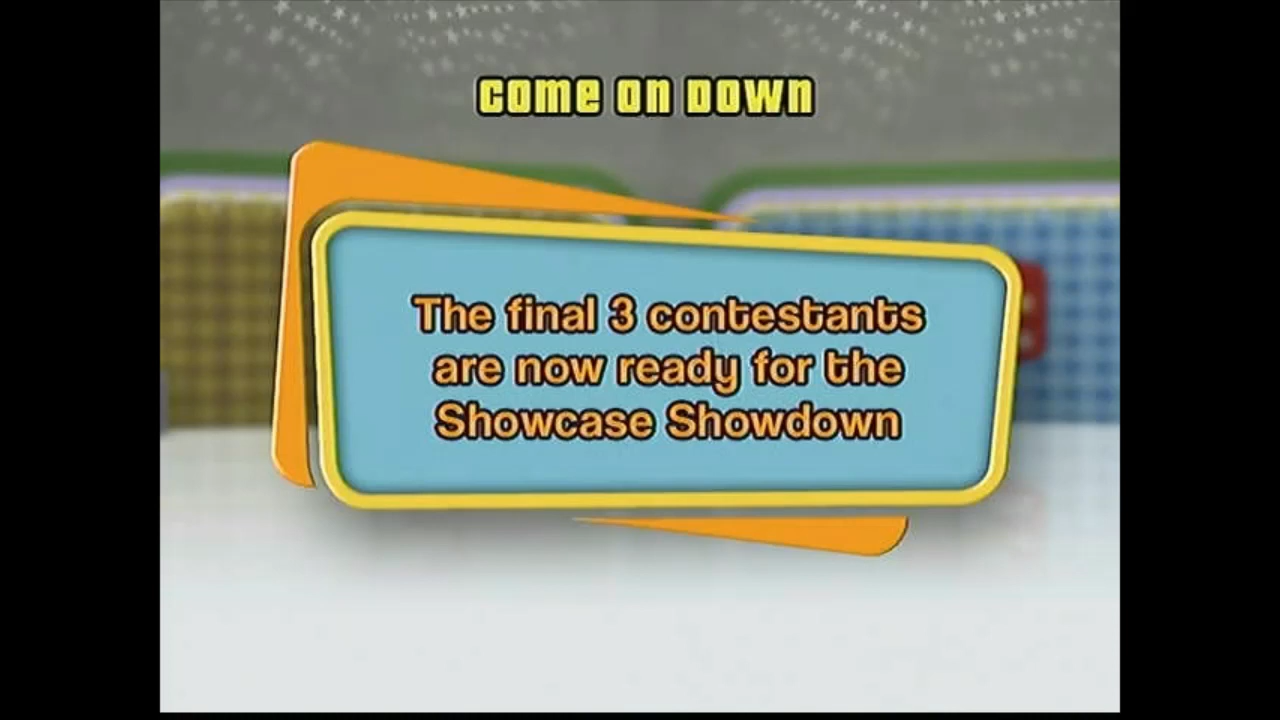 COME ON DOWN
The final 3 contestants
are now ready for the
Showcase Showdown